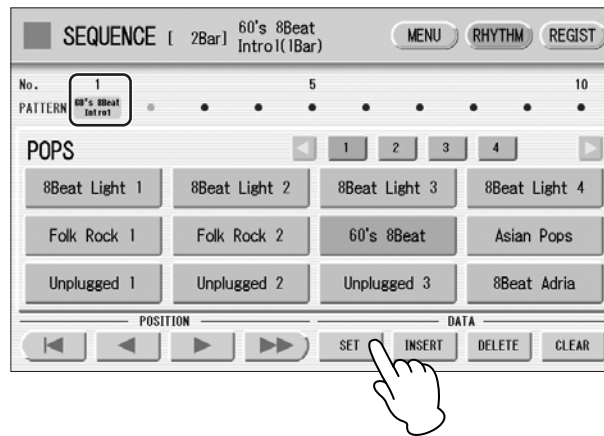 SEQUENCE [ 2Bar] 60's 8Beat Intro1(1Bar) MENU RHYTHM REGIST
No. 1 5 10
PATTERN 60's 8Beat Intro1
POPS 1 2 3 4
8Beat Light 1 8Beat Light 2 8Beat Light 3 8Beat Light 4
Folk Rock 1 Folk Rock 2 60's 8Beat Asian Pops
Unplugged 1 Unplugged 2 Unplugged 3 8Beat Adria
POSITION DATA
SET INSERT DELETE CLEAR